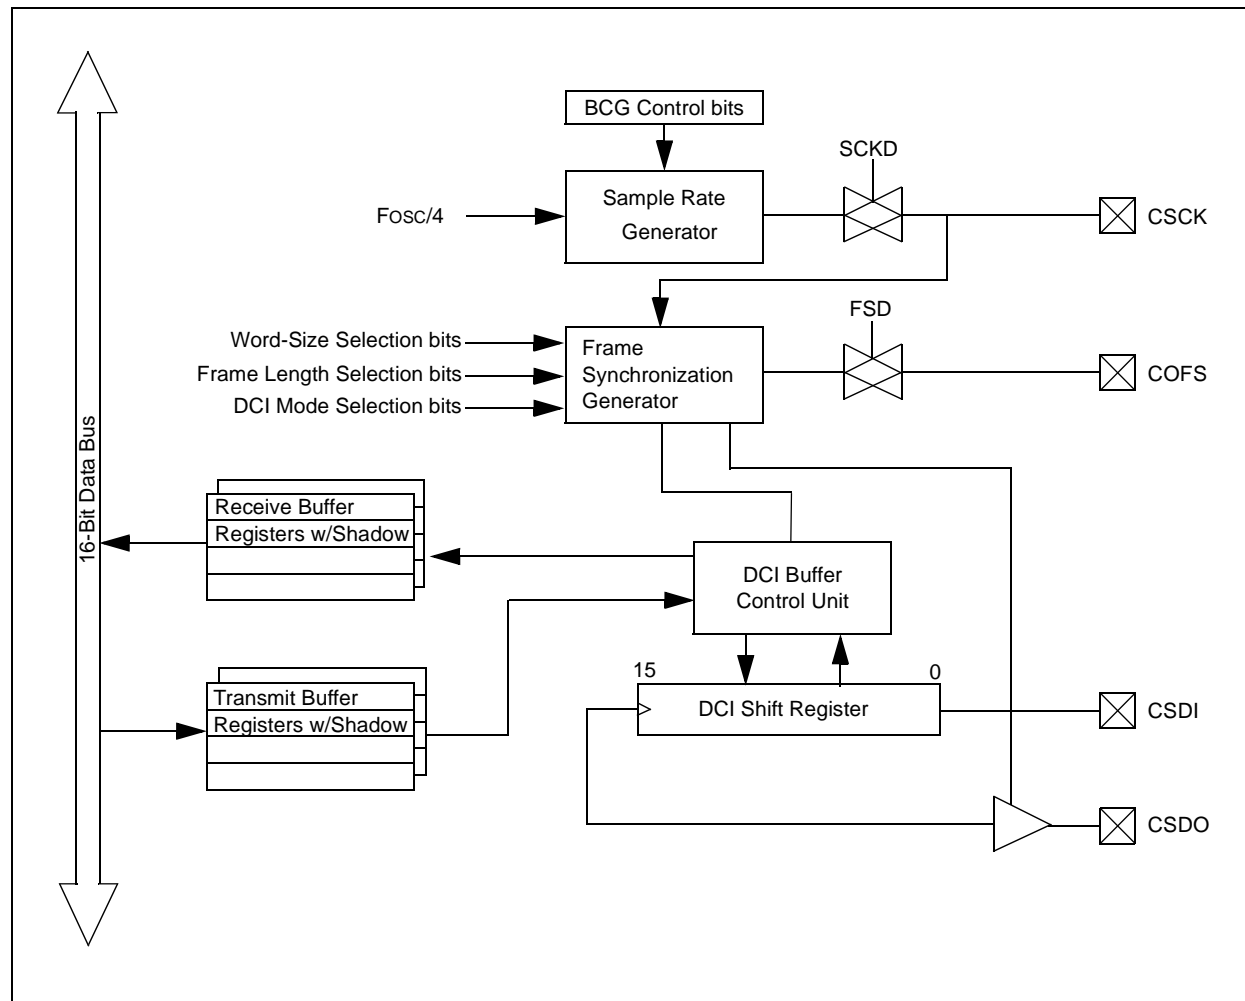 BCG Control bits
SCKD
Sample Rate
Generator
FOSC/4
CSCK
FSD
Word-Size Selection bits
Frame Length Selection bits
DCI Mode Selection bits
Frame
Synchronization
Generator
COFS
16-Bit Data Bus
Receive Buffer
Registers w/Shadow
DCI Buffer
Control Unit
15
0
Transmit Buffer
Registers w/Shadow
DCI Shift Register
CSDI
CSDO